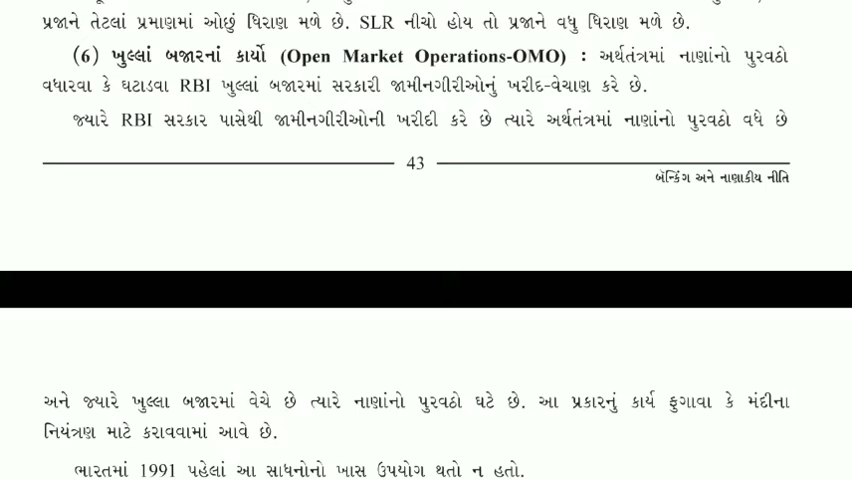 પ્રજાને તેટલાં પ્રમાણમાં ઓછું ધિરાણ મળે છે. SLR નીચો હોય તો પ્રજાને વધુ ધિરાણ મળે છે.
(6) ખુલ્લાં બજારનાં કાર્યો (Open Market Operations-OMO) : અર્થતંત્રમાં નાણાંનો પુરવઠો
વધારવા કે ઘટાડવા RBI ખુલ્લાં બજારમાં સરકારી જામીનગીરીઓનું ખરીદ-વેચાણ કરે છે.
જ્યારે RBI સરકાર પાસેથી જામીનગીરીઓની ખરીદી કરે છે ત્યારે અર્થતંત્રમાં નાણાંનો પુરવઠો વધે છે
43
બૅન્કિંગ અને નાણાકીય નીતિ
અને જ્યારે ખુલ્લા બજારમાં વેચે છે ત્યારે નાણાંનો પુરવઠો ઘટે છે. આ પ્રકારનું કાર્ય ફુગાવા કે મંદીના
નિયંત્રણ માટે કરાવવામાં આવે છે.
ભારતમાં 1991 પહેલાં આ સાધનોનો ખાસ ઉપયોગ થતો ન હતો.